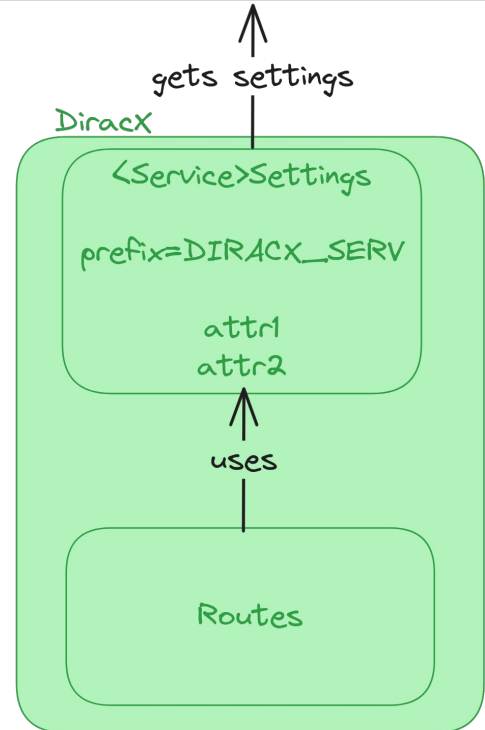 gets settings
DiracX
<Service>Settings
prefix=DIRACX_SERV
attr1
attr2
uses
Routes